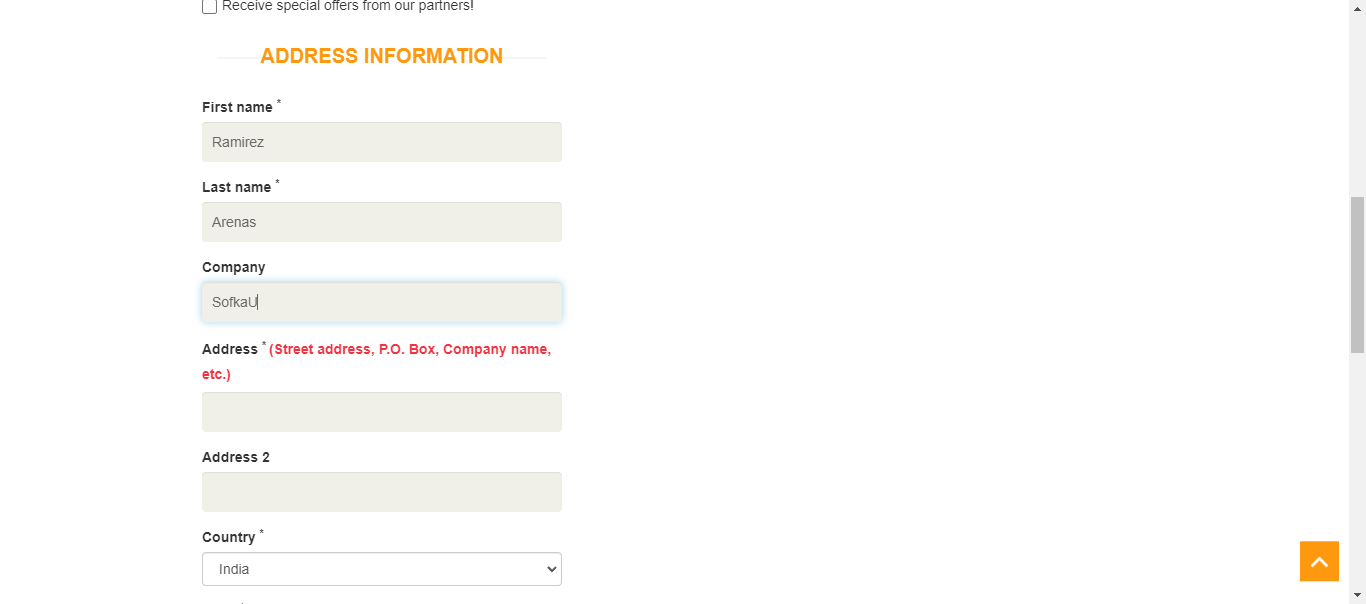 Receive special offers from our partners!
ADDRESS INFORMATION
First name *
Ramirez
Last name *
Arenas
Company
SofkaU
Address * (Street address, P.O. Box, Company name,
etc.)
Address 2
Country *
India